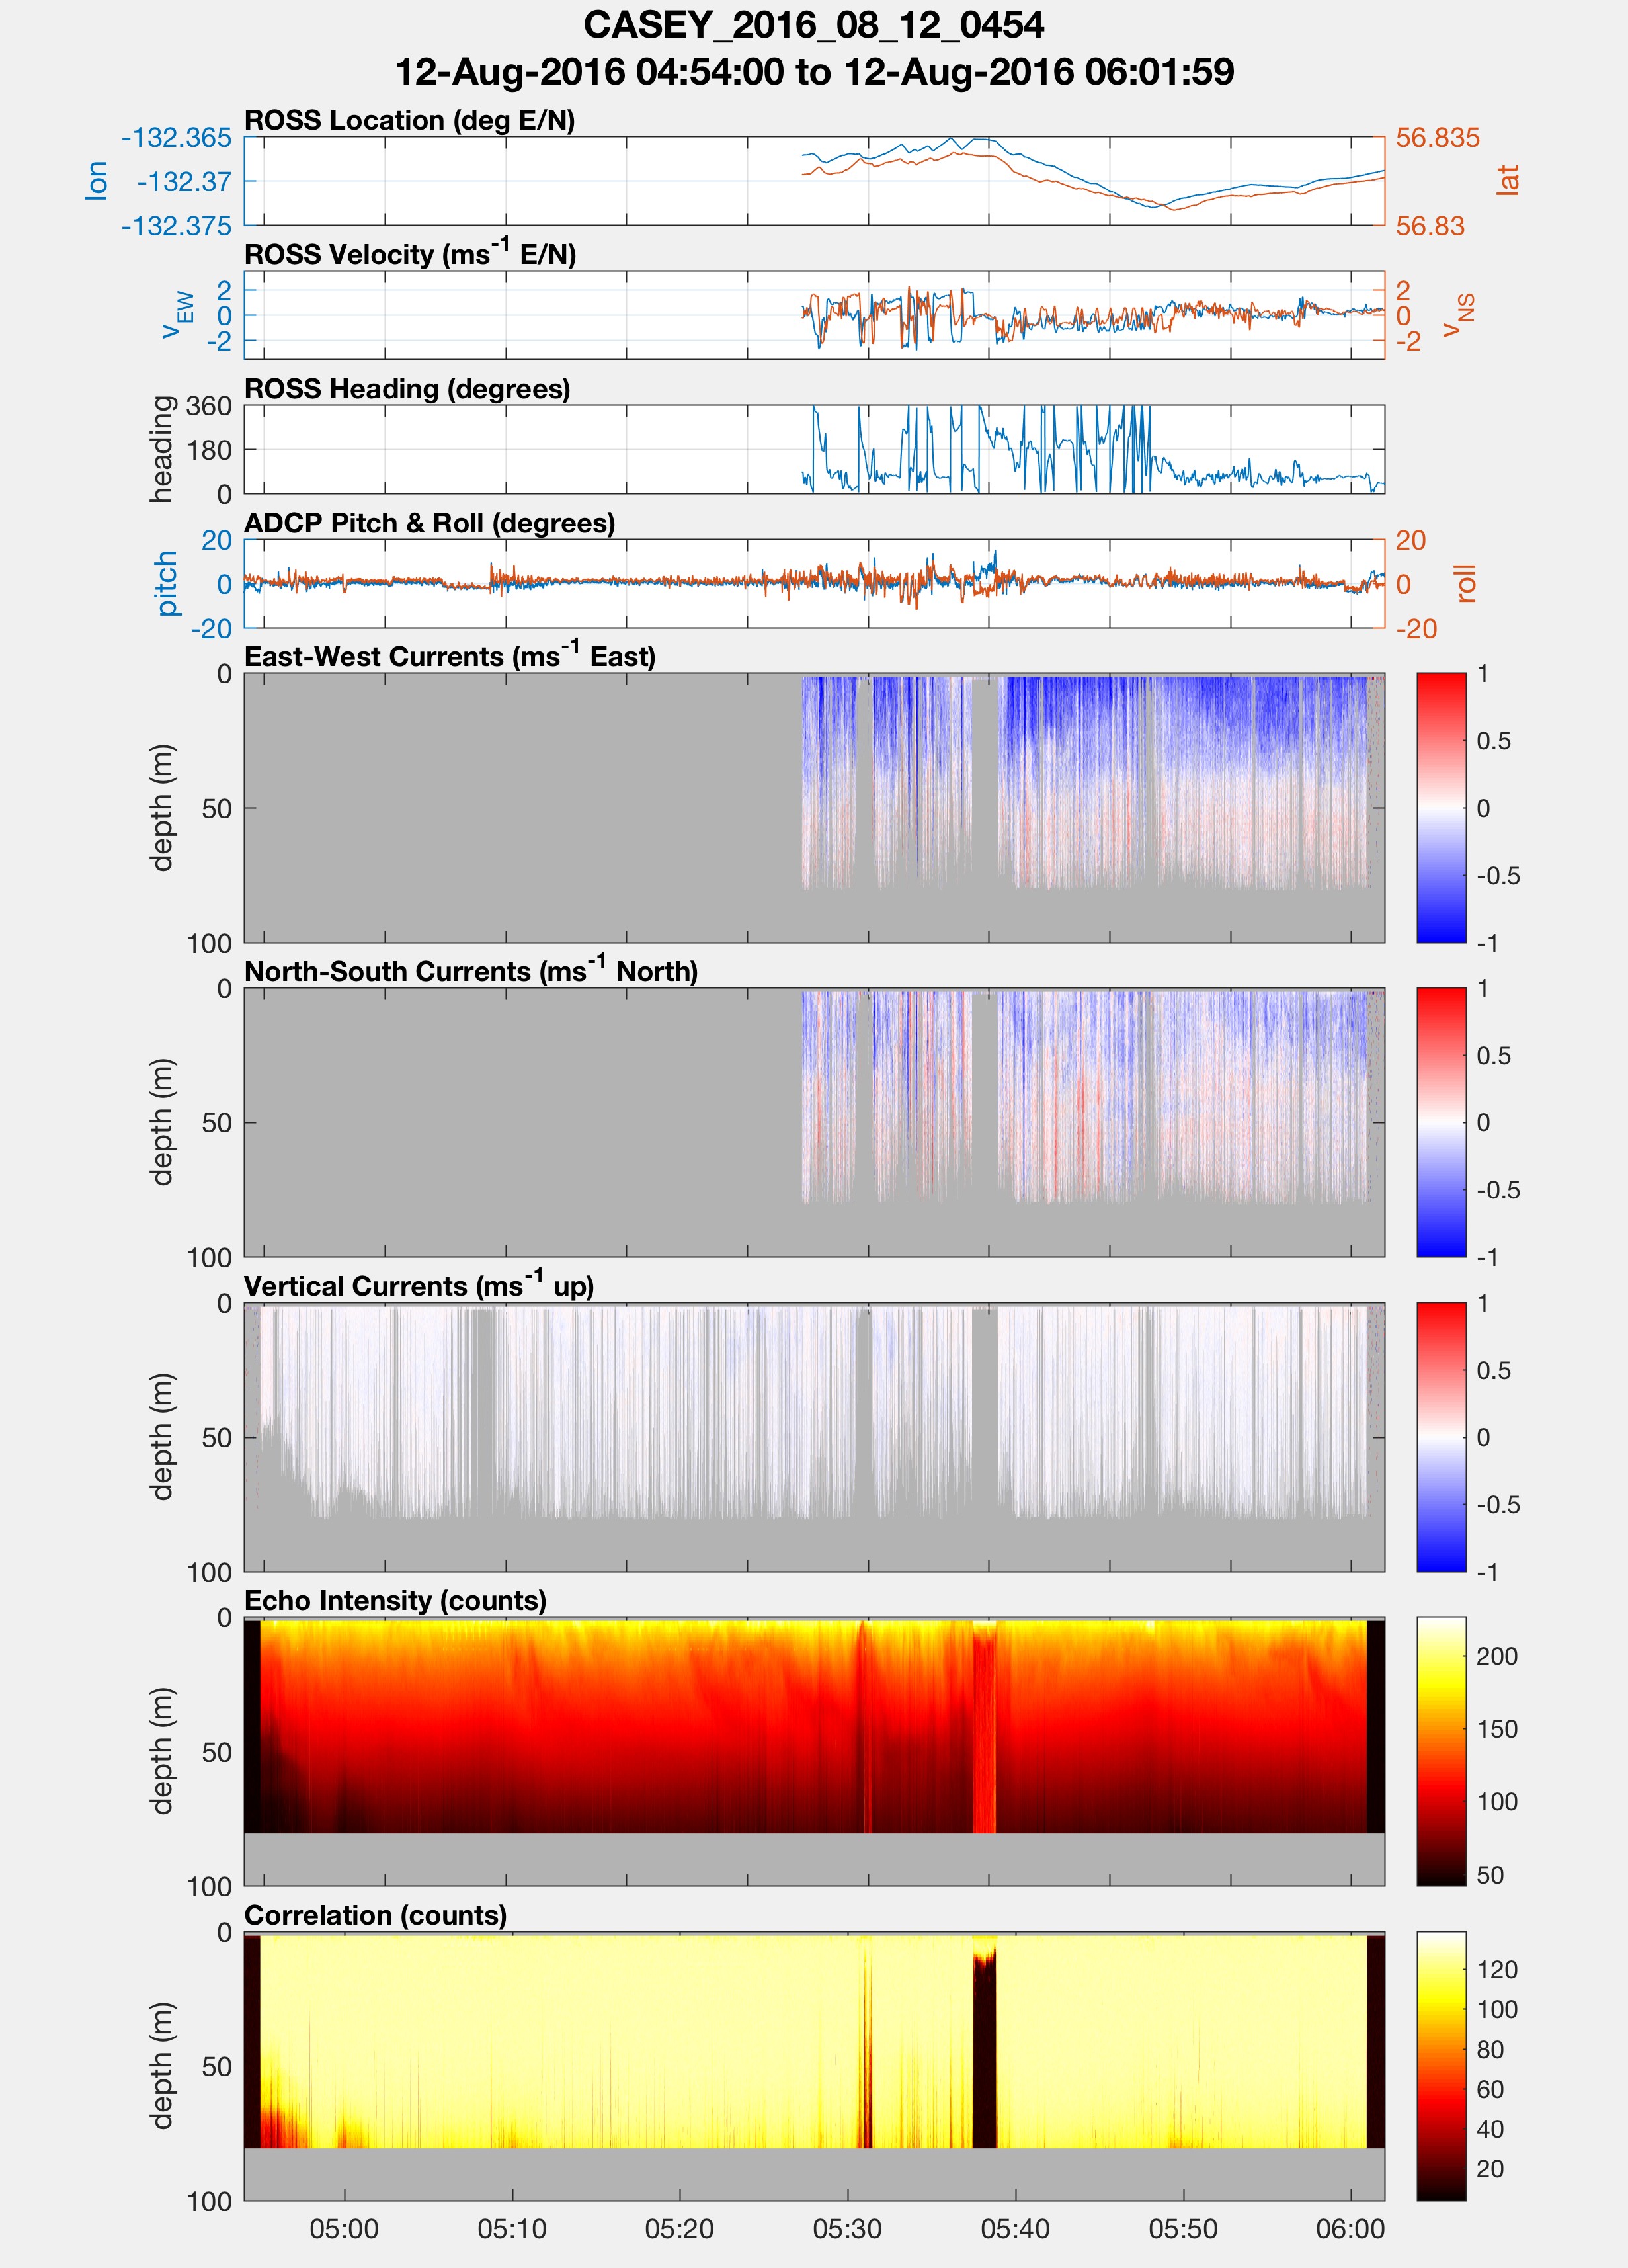 CASEY_2016_08_12_0454
12-Aug-2016 04:54:00 to 12-Aug-2016 06:01:59
ROSS Location (deg E/N)
-132.365
-132.37
-132.375
lon
56.835
56.83
lat
ROSS Velocity (ms-1 E/N)
2
0
-2
vEW
2
0
-2
vNS
ROSS Heading (degrees)
360
180
0
heading
ADCP Pitch & Roll (degrees)
20
0
-20
pitch
20
0
-20
roll
East-West Currents (ms-1 East)
0
50
100
depth (m)
1
0.5
0
-0.5
-1
North-South Currents (ms-1 North)
0
50
100
depth (m)
1
0.5
0
-0.5
-1
Vertical Currents (ms-1 up)
0
50
100
depth (m)
1
0.5
0
-0.5
-1
Echo Intensity (counts)
0
50
100
depth (m)
200
150
100
50
Correlation (counts)
0
50
100
depth (m)
120
100
80
60
40
20
05:00 05:10 05:20 05:30 05:40 05:50 06:00